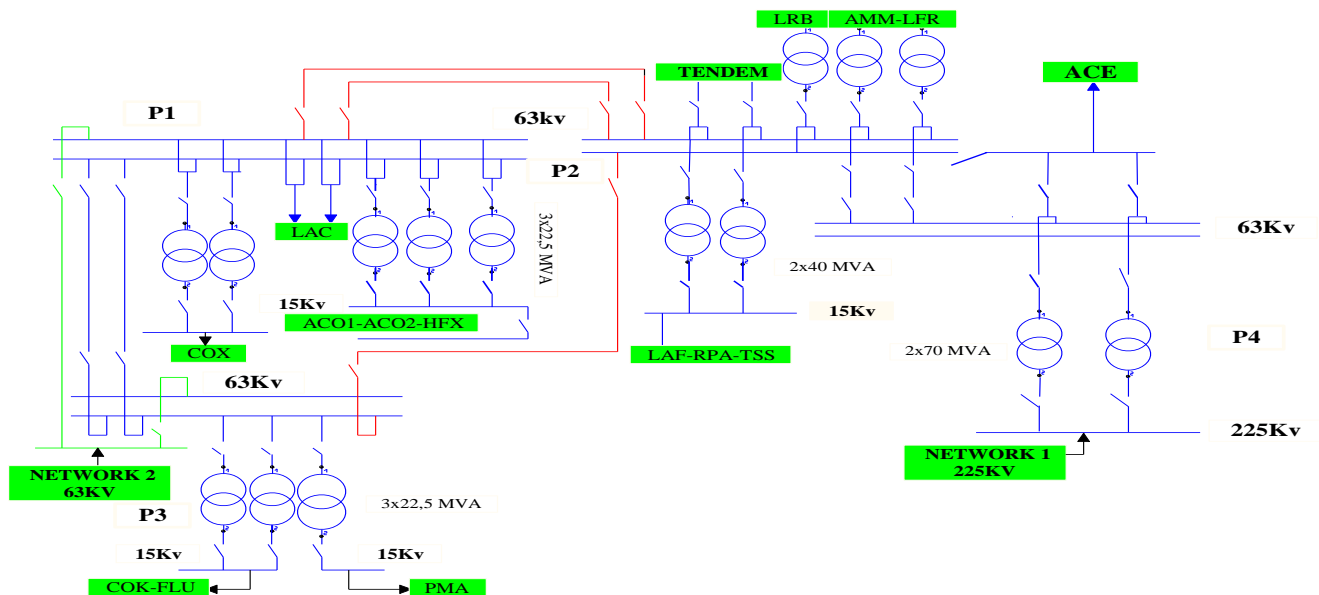 LRB
AMM-LFR
TENDEM
ACE
P1
63kv
P2
LAC
3x22,5 MVA
63Kv
2x40 MVA
15Kv
15Kv
ACO1-ACO2-HFX
COX
LAF-RPA-TSS
2x70 MVA
P4
63Kv
225Kv
NETWORK 2
63KV
NETWORK 1
225KV
P3
3x22,5 MVA
15Kv
15Kv
COK-FLU
PMA